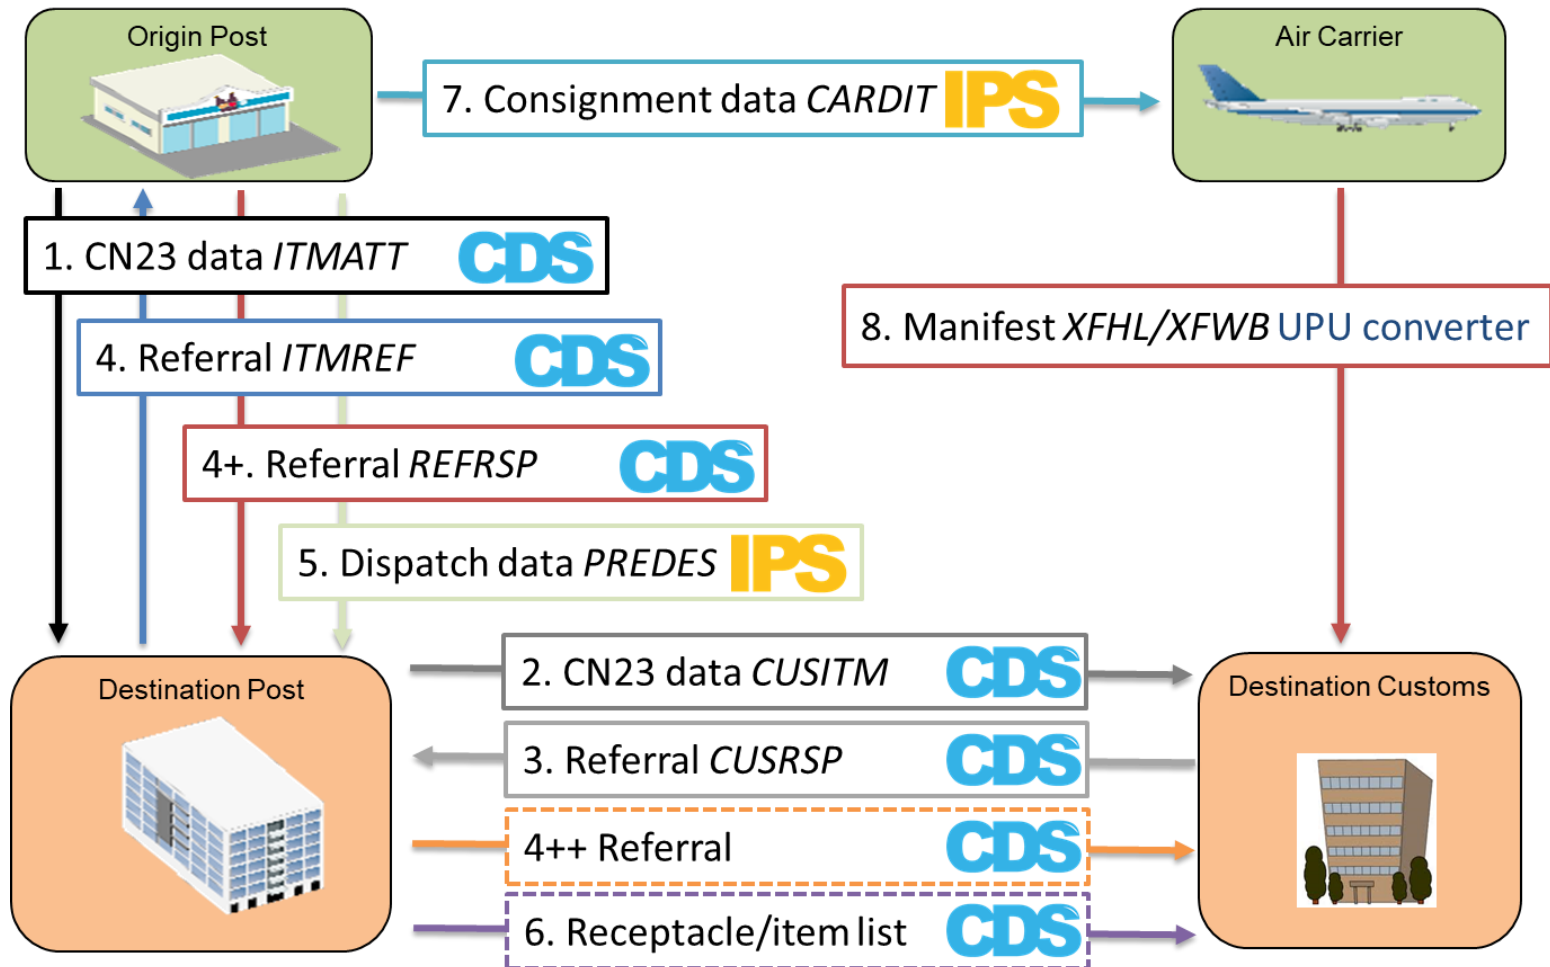 Origin Post
Air Carrier
7. Consignment data CARDIT IPS
1. CN23 data ITMATT CDS
8. Manifest XFHL/XFWB UPU converter
4. Referral ITMREF CDS
4+. Referral REFRSP CDS
5. Dispatch data PREDES IPS
Destination Post
2. CN23 data CUSITM CDS
Destination Customs
3. Referral CUSRSP CDS
4++ Referral CDS
6. Receptacle/item list CDS